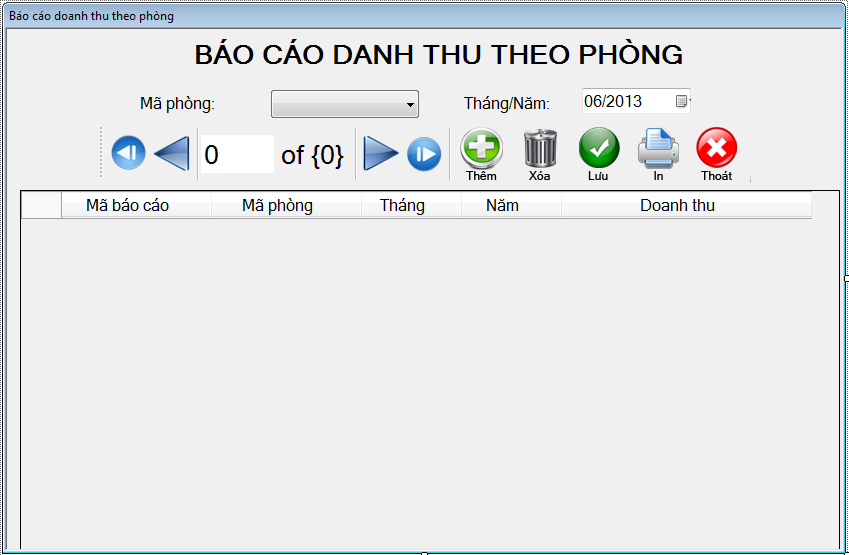 Báo cáo doanh thu theo phòng
BÁO CÁO DANH THU THEO PHÒNG
Mã phòng: Tháng/Năm: 06/2013
0 of {0}
Thêm Xóa Lưu In Thoát
Mã báo cáo Mã phòng Tháng Năm Doanh thu